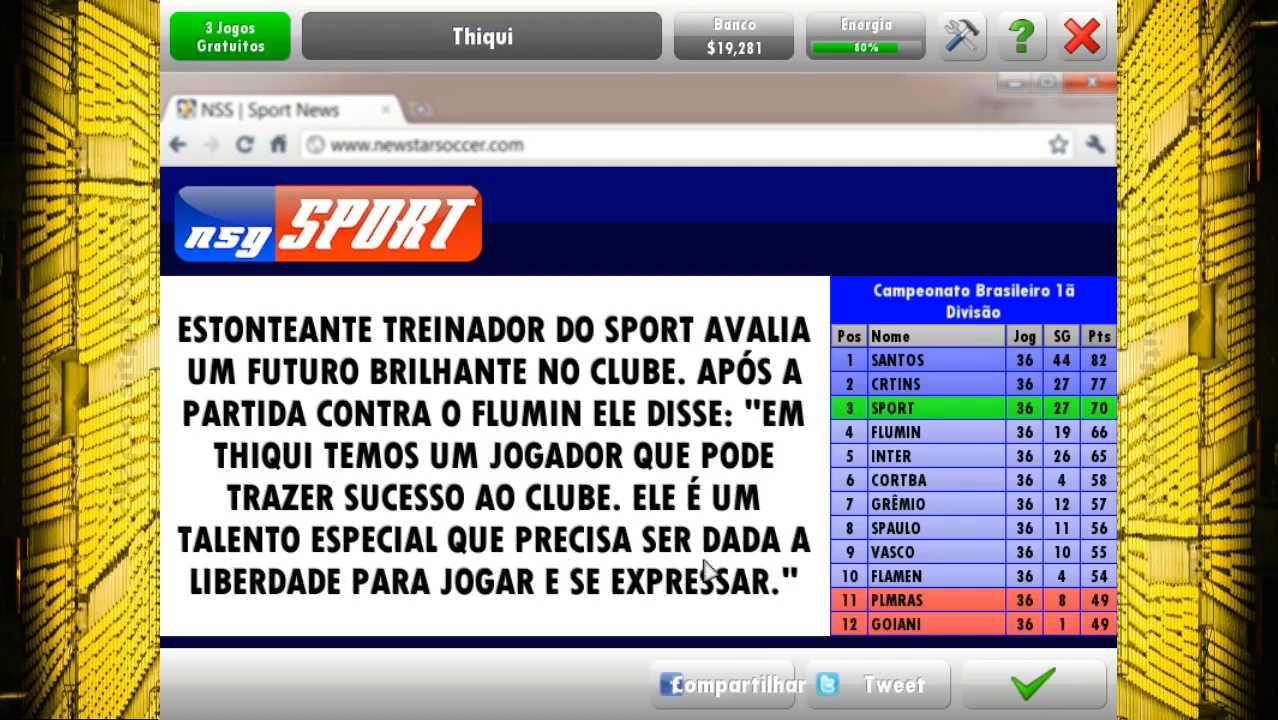 3 Jogos
Gratuitos
Thiqui
Banco
$19,281
Energia
80%
NSS | Sport News
www.newstarsoccer.com
nsg SPORT
ESTONTEANTE TREINADOR DO SPORT AVALIA
UM FUTURO BRILHANTE NO CLUBE. APÓS A
PARTIDA CONTRA O FLUMIN ELE DISSE: "EM
THIQUI TEMOS UM JOGADOR QUE PODE
TRAZER SUCESSO AO CLUBE. ELE É UM
TALENTO ESPECIAL QUE PRECISA SER DADA A
LIBERDADE PARA JOGAR E SE EXPRESSAR."
Campeonato Brasileiro 1ã
Divisão
Pos Nome Jog SG Pts
1 SANTOS 36 44 82
2 CRTINS 36 27 77
3 SPORT 36 27 70
4 FLUMIN 36 19 66
5 INTER 36 26 65
6 CORTBA 36 4 58
7 GRÊMIO 36 12 57
8 SPAULO 36 11 56
9 VASCO 36 10 55
10 FLAMEN 36 4 54
11 PLMRAS 36 8 49
12 GOIANI 36 1 49
Compartilhar
Tweet